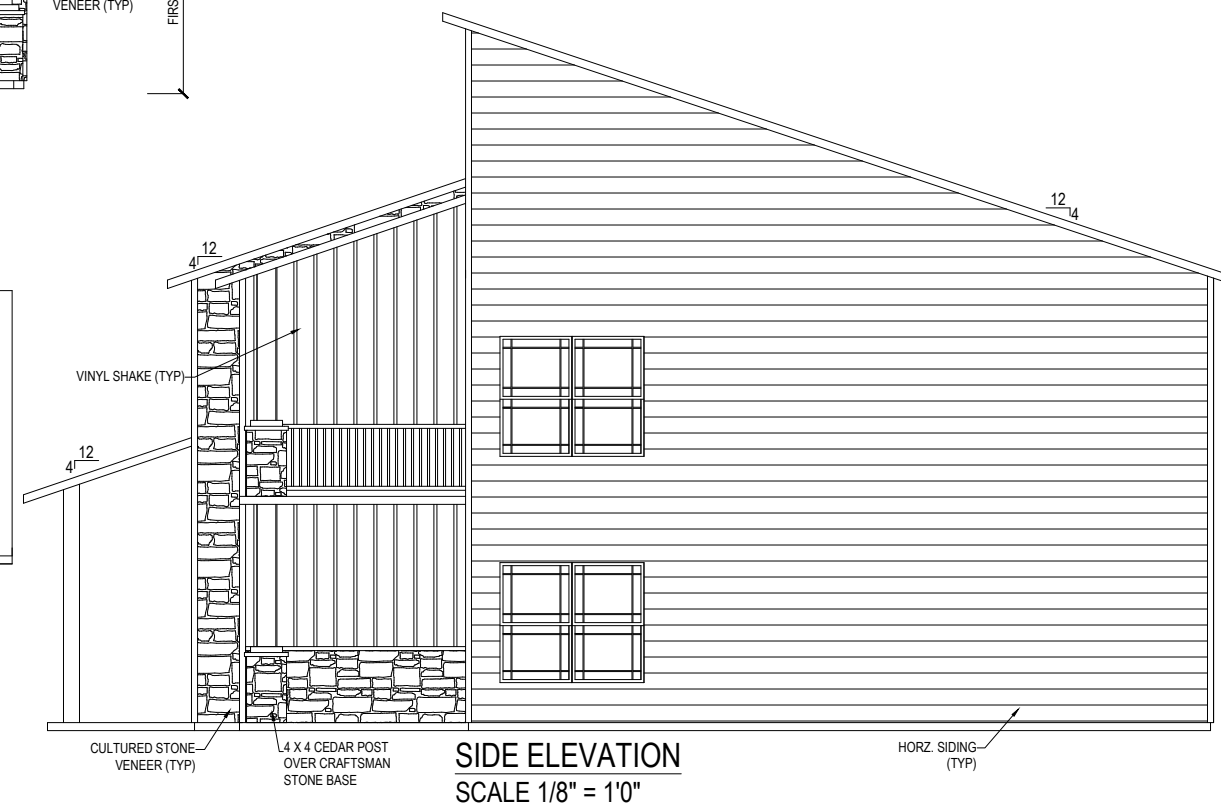 VENEER (TYP)
FIRS
12
4
12
4
VINYL SHAKE (TYP)
12
4
CULTURED STONE
VENEER (TYP)
4 X 4 CEDAR POST
OVER CRAFTSMAN
STONE BASE
HORZ. SIDING
(TYP)
SIDE ELEVATION
SCALE 1/8" = 1'0"